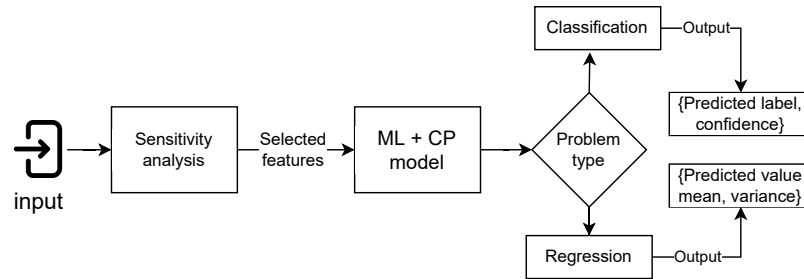 input
Sensitivity
analysis
Selected
features
ML + CP
model
Problem
type
Classification
Output
{Predicted label,
confidence}
Regression
Output
{Predicted value
mean, variance}